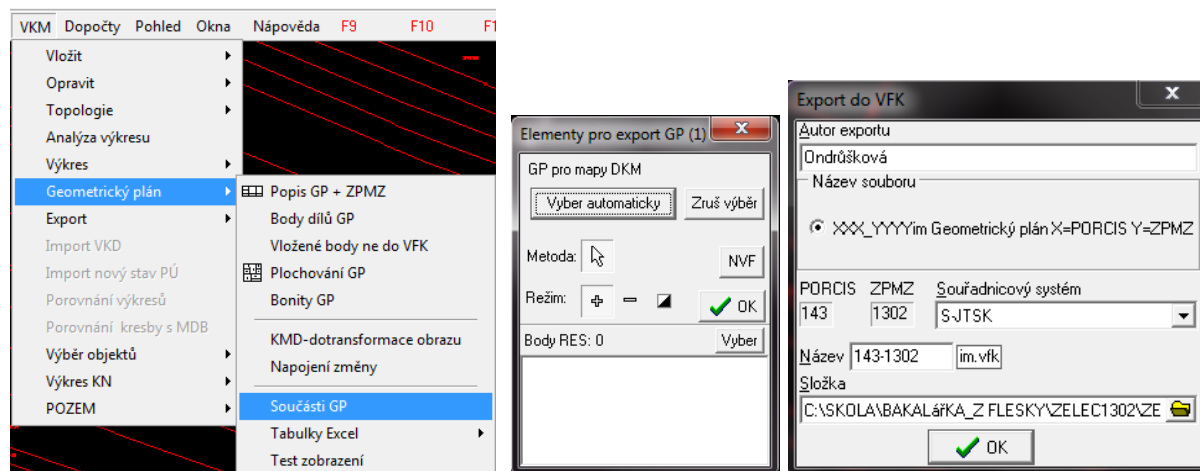 VKM Dopočty Pohled Okna Nápověda F9 F10
Vložit
Opravit
Topologie
Analýza výkresu
Výkres
Geometrický plán
Export
Import VKD
Import nový stav PÚ
Porovnání výkresů
Porovnání kresby s MDB
Výběr objektů
Výkres KN
POZEM
Popis GP + ZPMZ
Body dílů GP
Vložené body ne do VFK
Plochování GP
Bonity GP
KMD-dotransformace obrazu
Napojení změny
Součásti GP
Tabulky Excel
Test zobrazení
Elementy pro export GP (1)
GP pro mapy DKM
Vyber automaticky Zruš výběr
Metoda: NVF
Režim: OK
Body RES: 0 Vyber
Export do VFK
Autor exportu
Ondrůšková
Název souboru
XXX_YYYYim Geometrický plán X=PORCIS Y=ZPMZ
PORCIS ZPMZ Souřadnicový systém
143 1302 S-JTSK
Název 143-1302 im.vfk
Složka
C:\SKOLA\BAKALářKA_Z FLESKY\ZELEC1302\ZE
OK